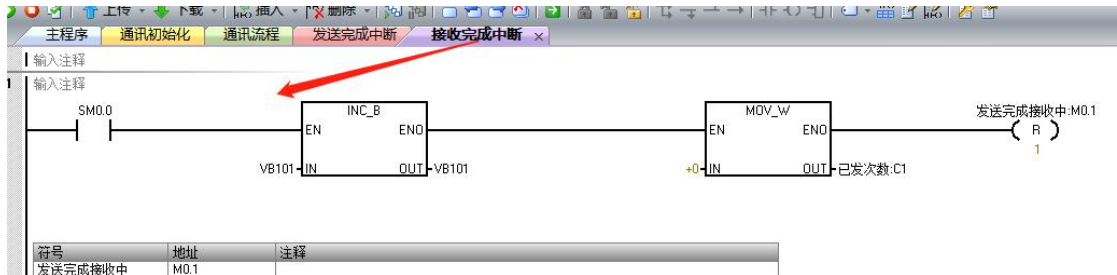 上传 下载 插入 删除
主程序 通讯初始化 通讯流程 发送完成中断 接收完成中断 ×
输入注释
1 输入注释
SM0.0 INC_B MOV_W 发送完成接收中:M0.1
EN ENO EN ENO R
1
VB101 IN OUT VB101 +0 IN OUT 已发次数:C1
符号 地址 注释
发送完成接收中 M0.1